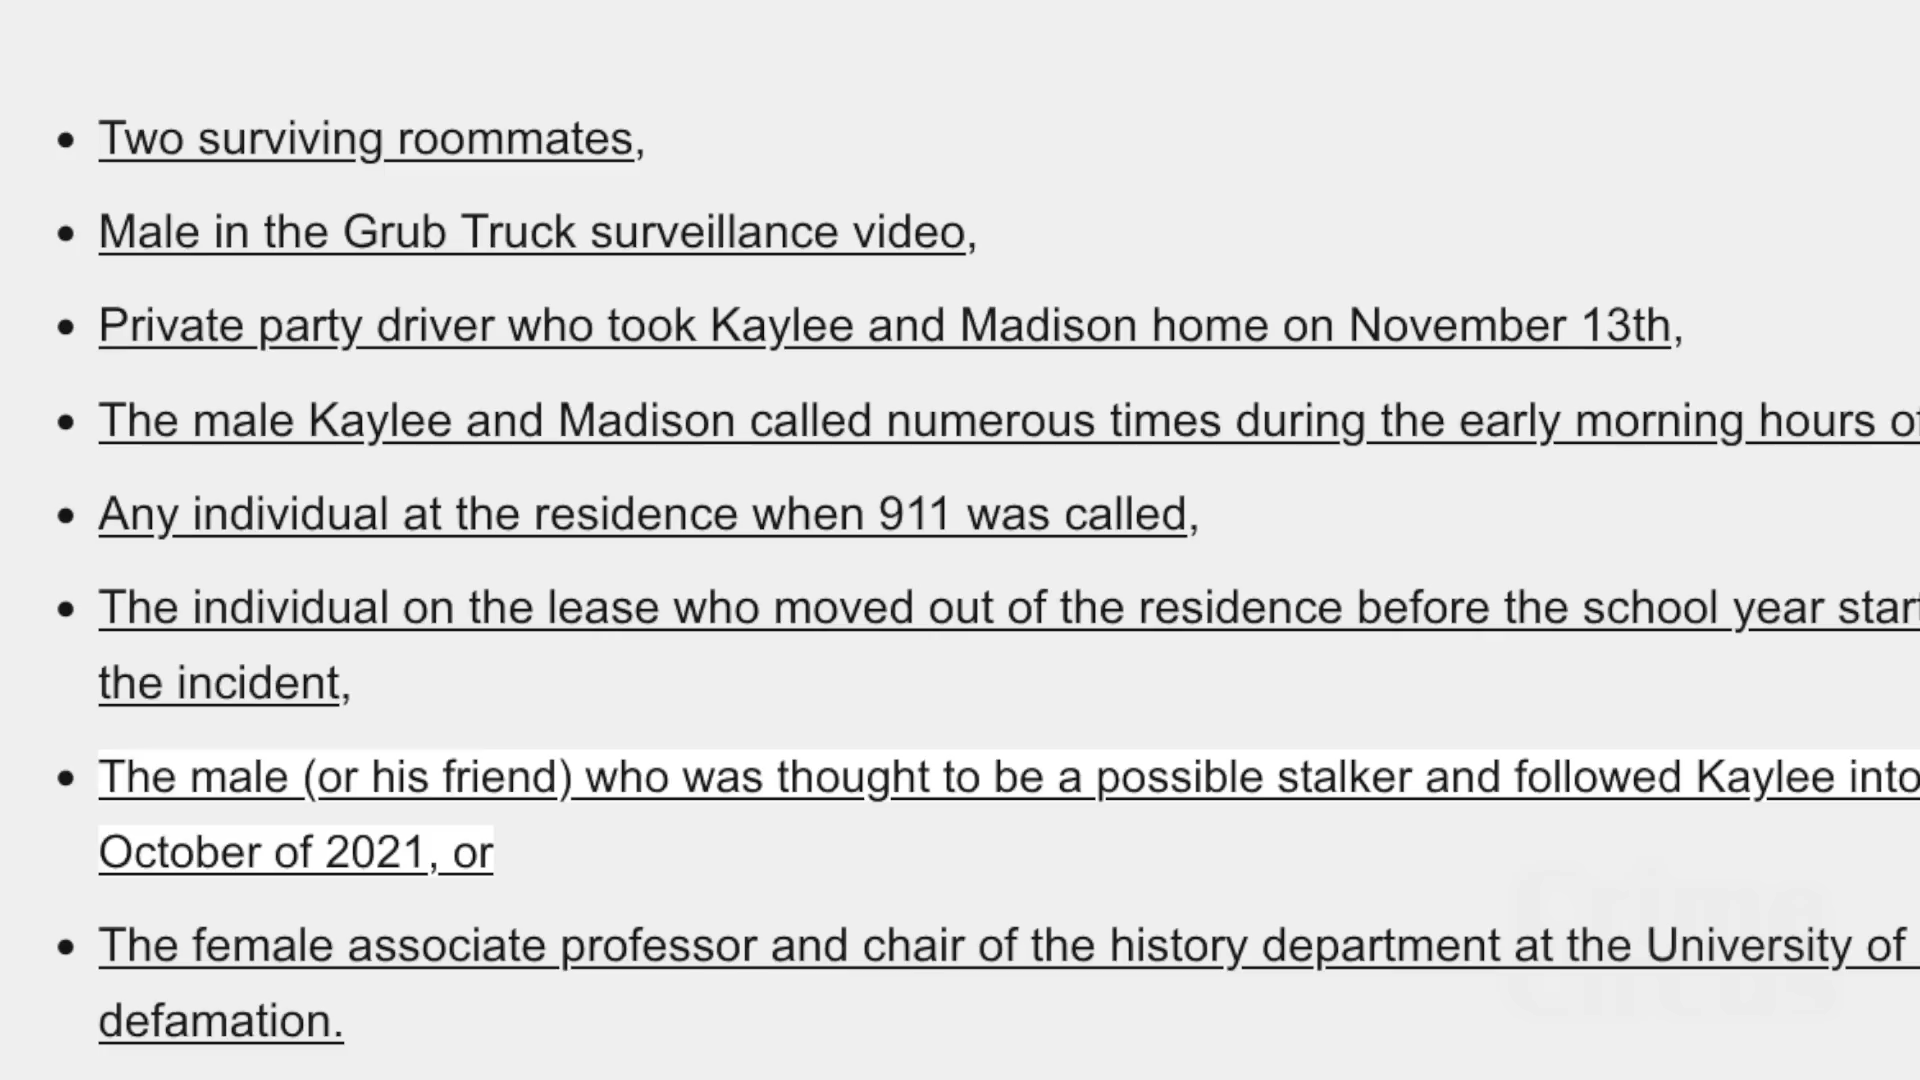 Two surviving roommates,
Male in the Grub Truck surveillance video,
Private party driver who took Kaylee and Madison home on November 13th,
The male Kaylee and Madison called numerous times during the early morning hours of
Any individual at the residence when 911 was called,
The individual on the lease who moved out of the residence before the school year start
the incident,
The male (or his friend) who was thought to be a possible stalker and followed Kaylee into
October of 2021, or
The female associate professor and chair of the history department at the University of
defamation.
Crime
Circus